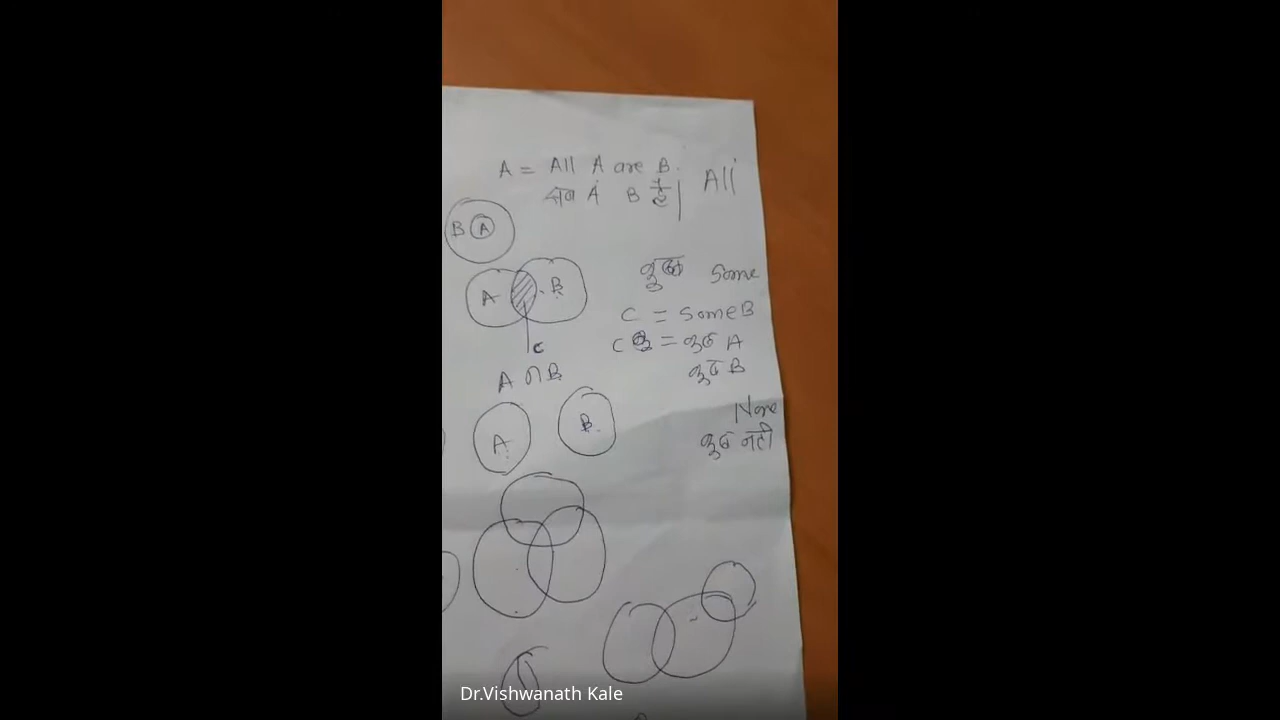 A = All A are B.
सब A B है|
All
B A
A B
कुछ Some
C = Some B
C = कुछ A
कुछ B
C
A ∩ B
A B
None
कुछ नही
Dr.Vishwanath Kale